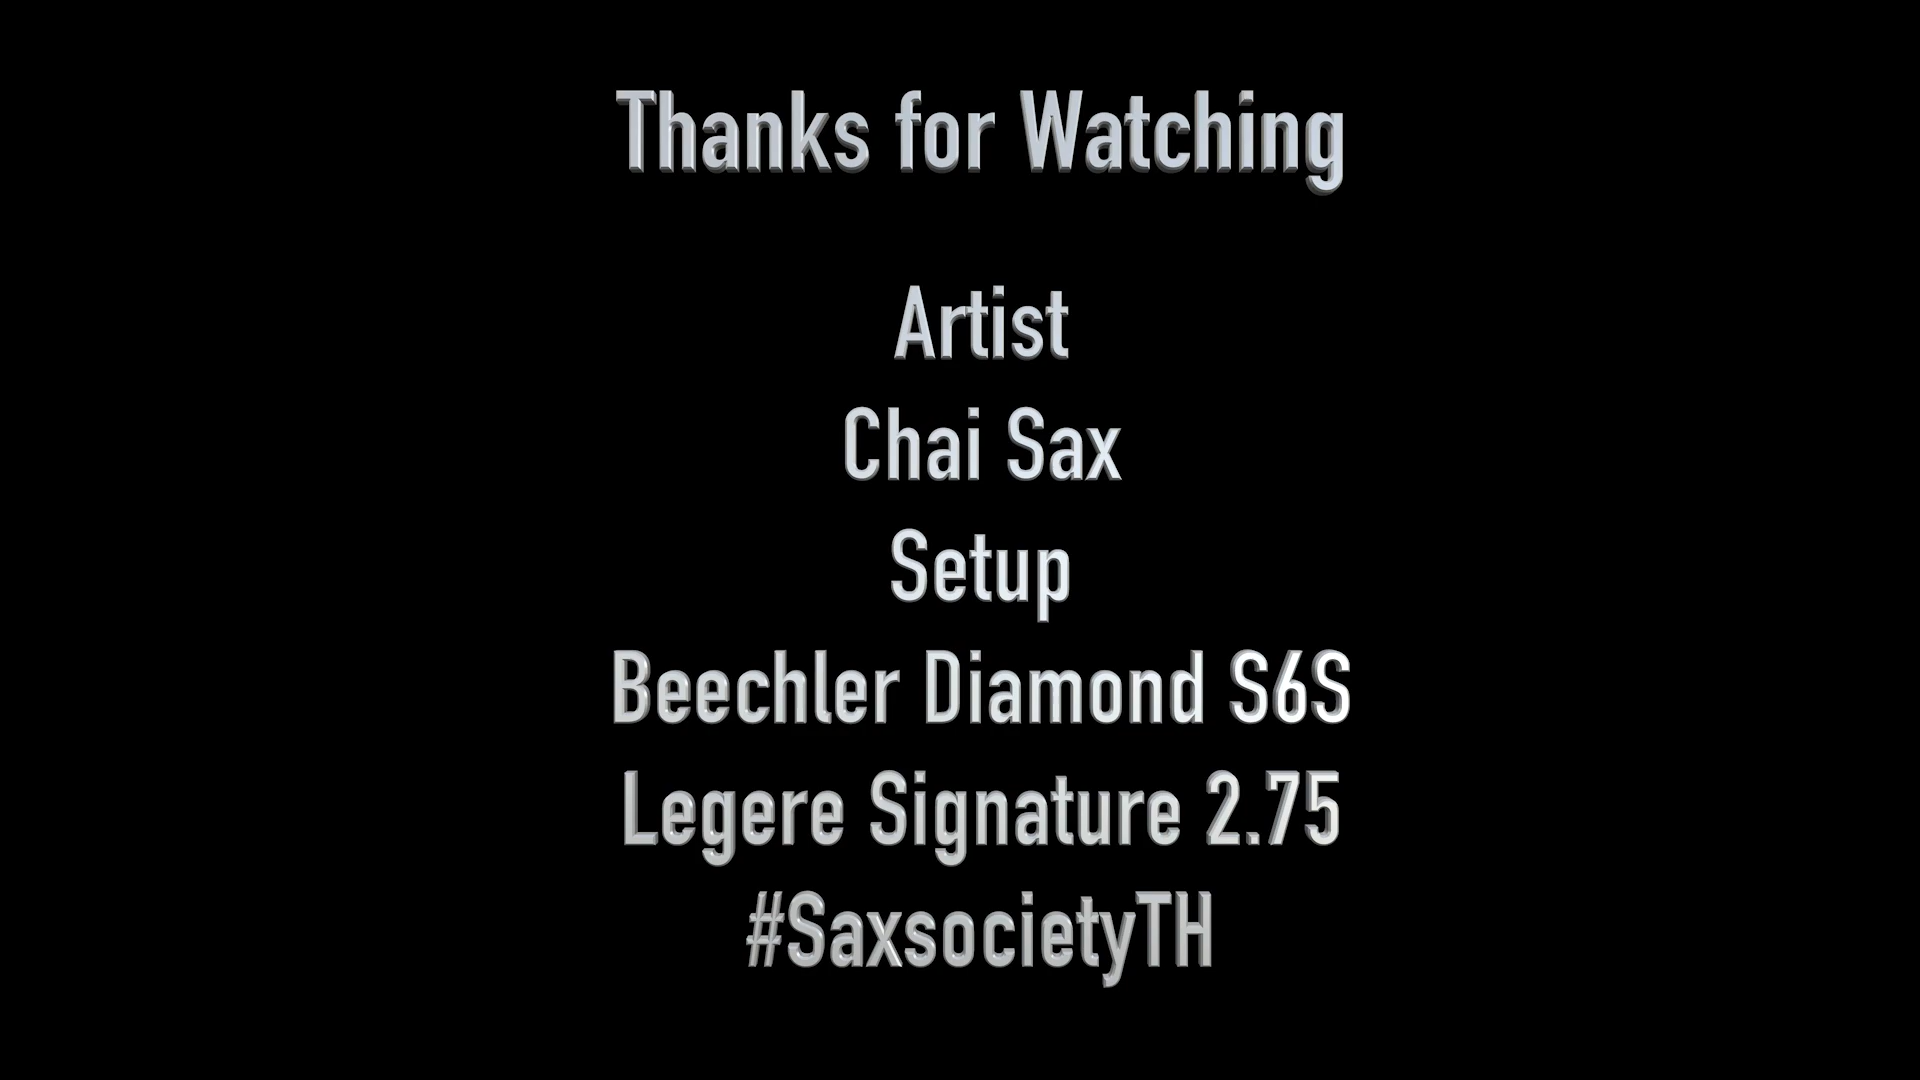 Thanks for Watching
Artist
Chai Sax
Setup
Beechler Diamond S6S
Legere Signature 2.75
#SaxsocietyTH